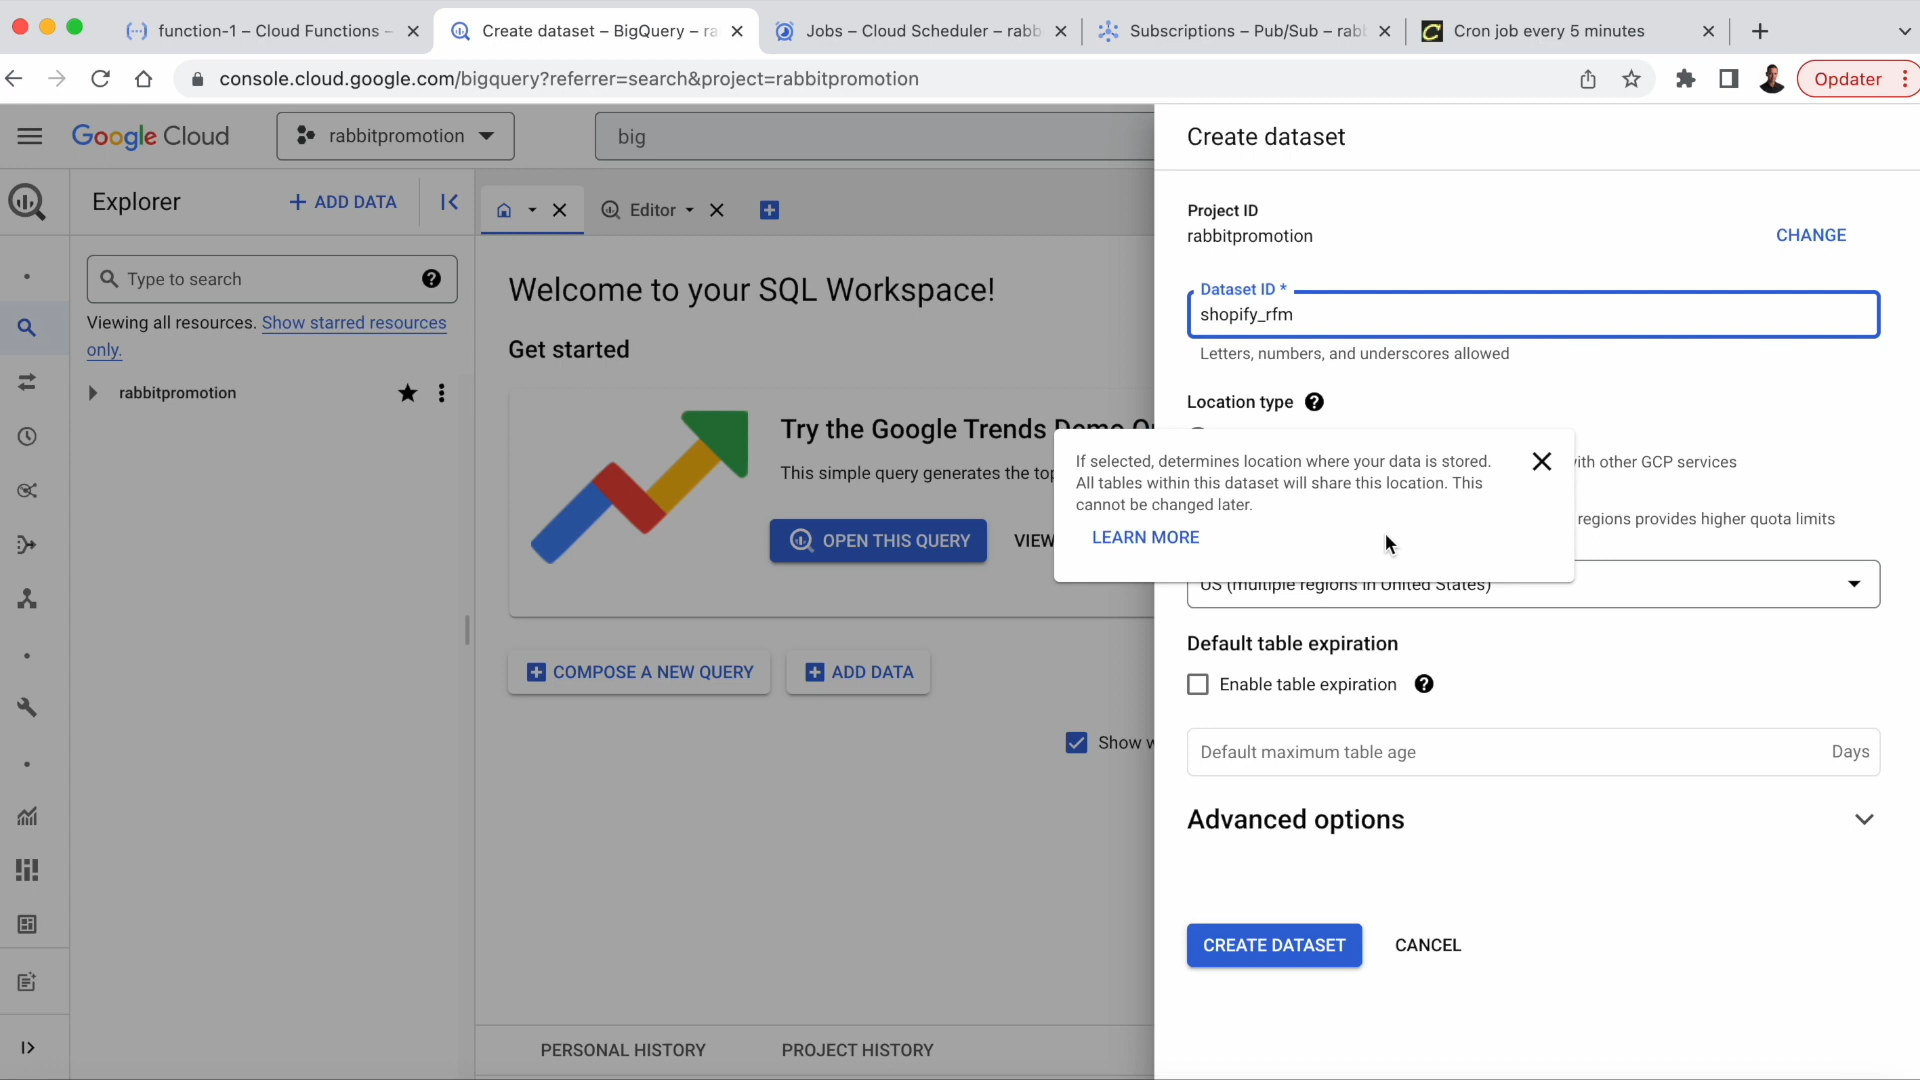 function-1 – Cloud Functions –
Create dataset – BigQuery – ra
Jobs – Cloud Scheduler – rabb
Subscriptions – Pub/Sub – rabl
Cron job every 5 minutes
console.cloud.google.com/bigquery?referrer=search&project=rabbitpromotion
Opdater
Google Cloud
rabbitpromotion
big
Explorer
ADD DATA
Editor
Type to search
Viewing all resources. Show starred resources
only.
rabbitpromotion
Welcome to your SQL Workspace!
Get started
Try the Google Trends Demo Qu
This simple query generates the top
OPEN THIS QUERY
VIEW
COMPOSE A NEW QUERY
ADD DATA
Show w
PERSONAL HISTORY
PROJECT HISTORY
Create dataset
Project ID
rabbitpromotion
CHANGE
Dataset ID *
shopify_rfm
Letters, numbers, and underscores allowed
Location type
If selected, determines location where your data is stored.
All tables within this dataset will share this location. This
cannot be changed later.
LEARN MORE
with other GCP services
regions provides higher quota limits
US (multiple regions in United States)
Default table expiration
Enable table expiration
Default maximum table age
Days
Advanced options
CREATE DATASET
CANCEL